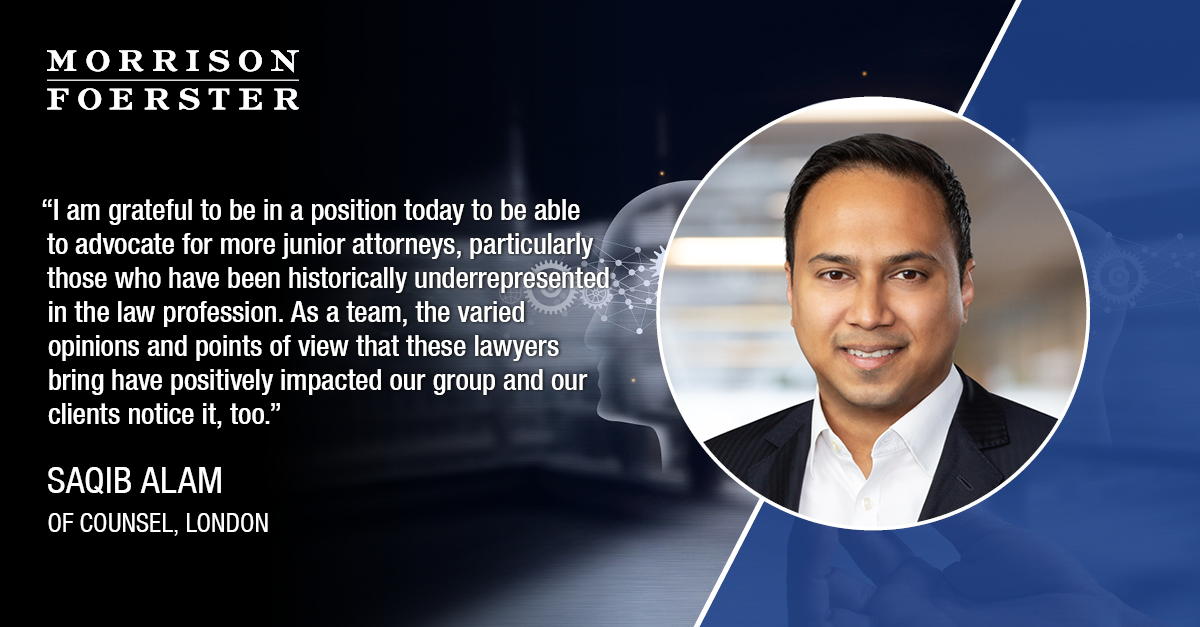 MORRISON
FOERSTER
“I am grateful to be in a position today to be able
to advocate for more junior attorneys, particularly
those who have been historically underrepresented
in the law profession. As a team, the varied
opinions and points of view that these lawyers
bring have positively impacted our group and our
clients notice it, too.”
SAQIB ALAM
OF COUNSEL, LONDON